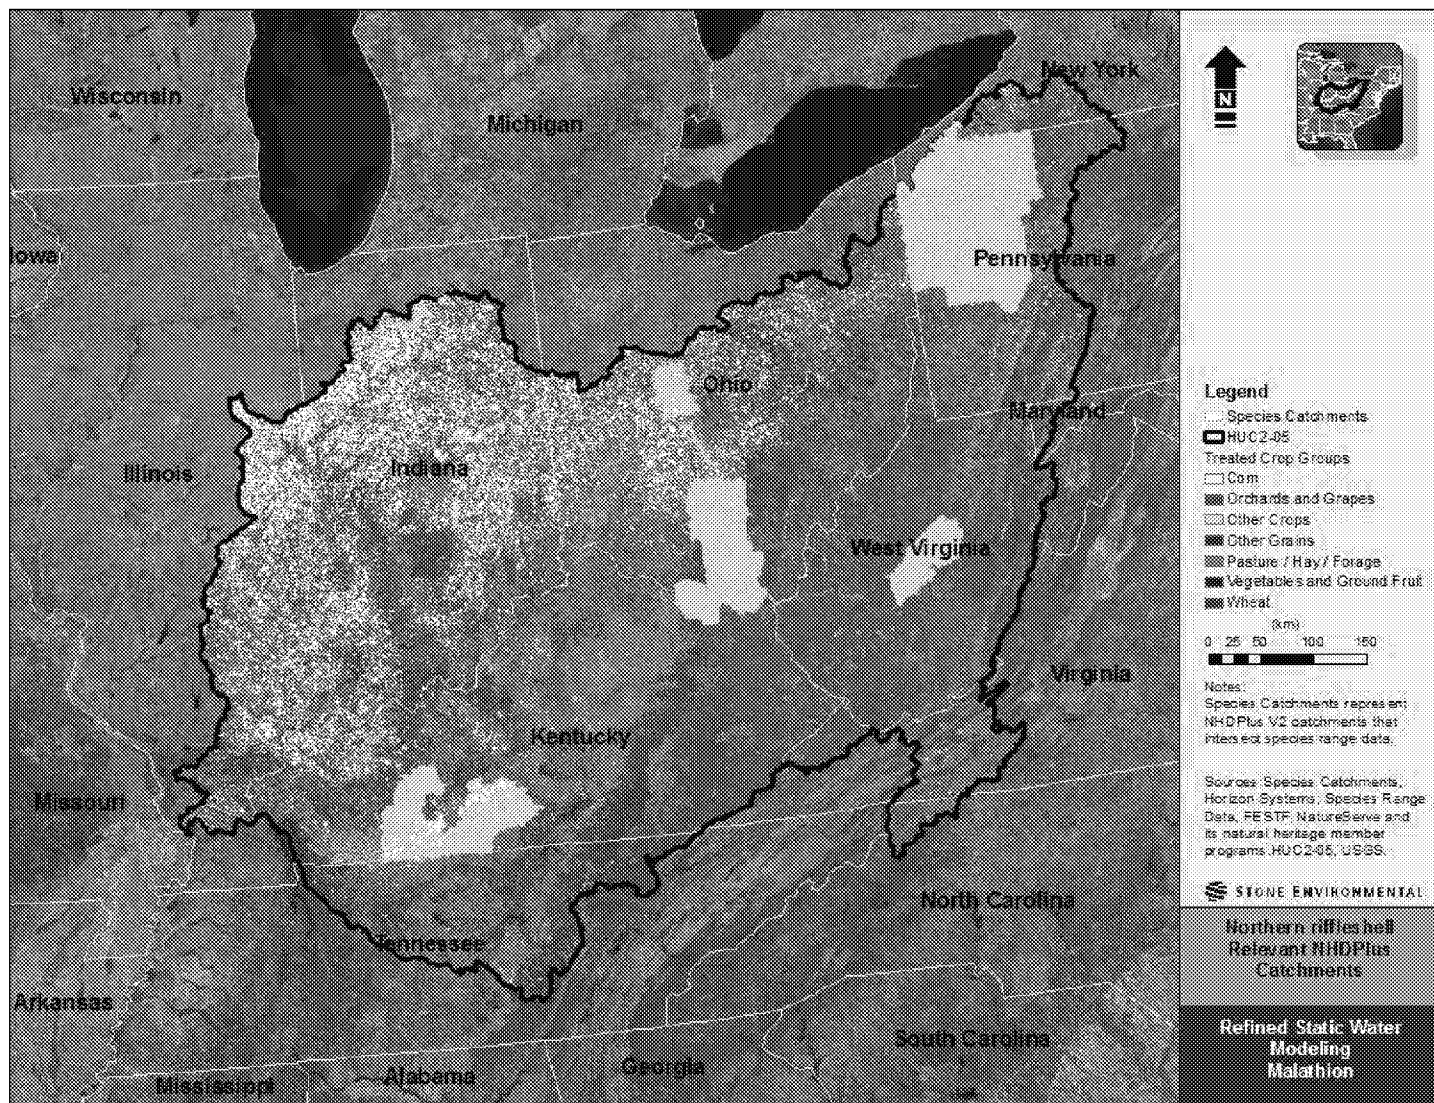 Wisconsin
Michigan
New York
Iowa
Pennsylvania
Ohio
Maryland
Illinois
Indiana
West Virginia
Virginia
Kentucky
Missouri
North Carolina
Tennessee
Arkansas
South Carolina
Georgia
Alabama
Mississippi
N
Legend
Species Catchments
HUC2-05
Treated Crop Groups
Corn
Orchards and Grapes
Other Crops
Other Grains
Pasture / Hay / Forage
Vegetables and Ground Fruit
Wheat
(km)
0 25 50 100 150
Notes:
Species Catchments represent
NHDPlus V2 catchments that
intersect species range data.
Sources: Species Catchments,
Horizon Systems, Species Range
Data, FESTF, NatureServe and
its natural heritage member
programs. HUC2-05, USGS.
STONE ENVIRONMENTAL
Northern riffleshell
Relevant NHDPlus
Catchments
Refined Static Water
Modeling
Malathion